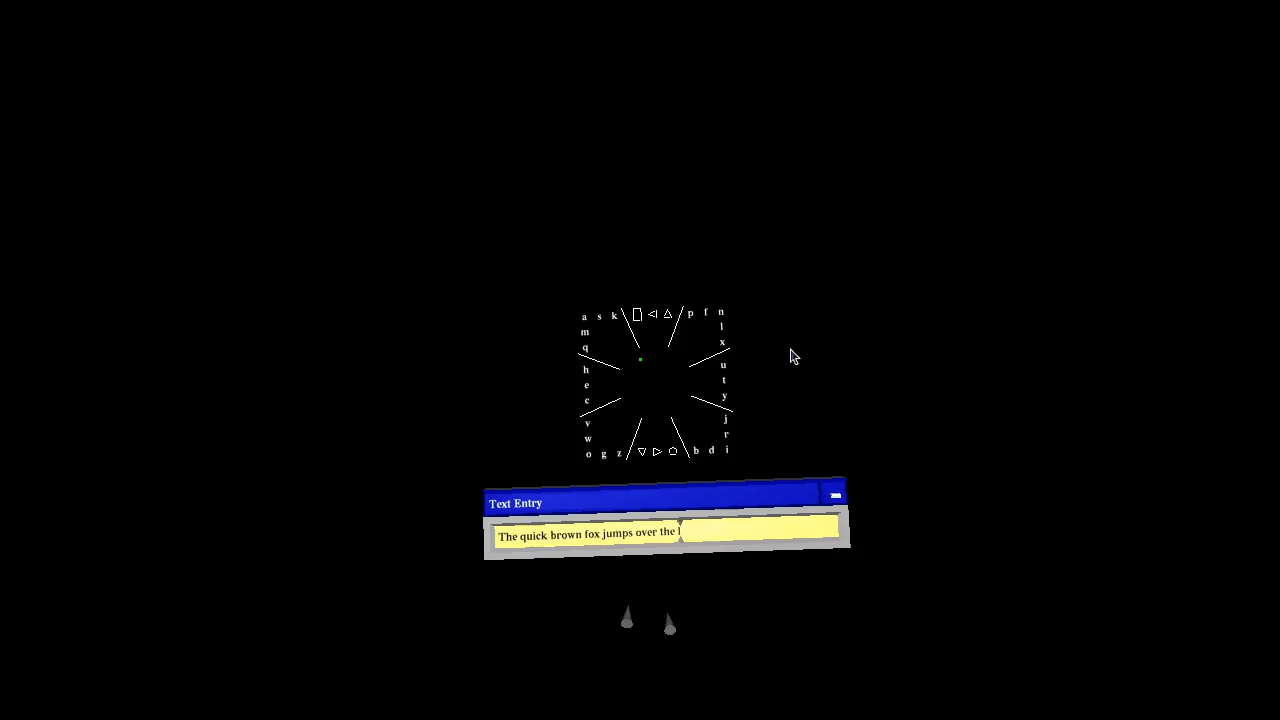 a s k p f n
m l
q x
h u
e t
c y
v j
w r
o g z b d i
Text Entry
The quick brown fox jumps over the l